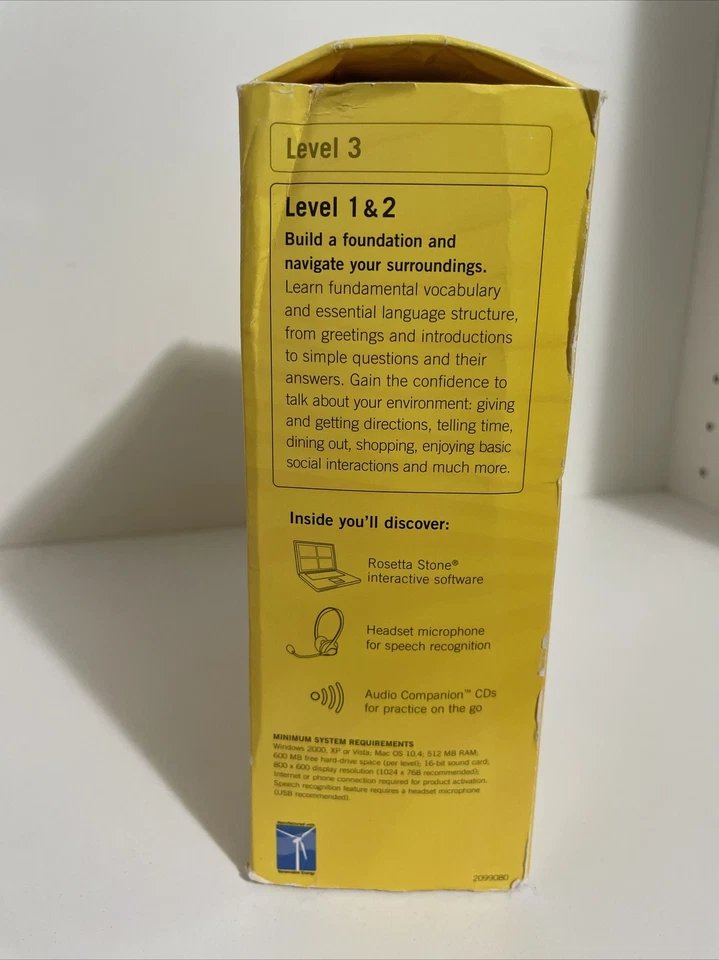 Level 3
Level 1 & 2
Build a foundation and
navigate your surroundings.
Learn fundamental vocabulary
and essential language structure,
from greetings and introductions
to simple questions and their
answers. Gain the confidence to
talk about your environment: giving
and getting directions, telling time,
dining out, shopping, enjoying basic
social interactions and much more.
Inside you'll discover:
Rosetta Stone®
interactive software
Headset microphone
for speech recognition
Audio Companion™ CDs
for practice on the go
MINIMUM SYSTEM REQUIREMENTS
Windows 2000, XP or Vista; Mac OS 10.4; 512 MB RAM;
600 MB free hard-drive space (per level); 16-bit sound card;
800 x 600 display resolution (1024 x 768 recommended);
Internet or phone connection required for product activation.
Speech recognition feature requires a headset microphone
(USB recommended).
Manufactured with
Renewable Energy
2099080